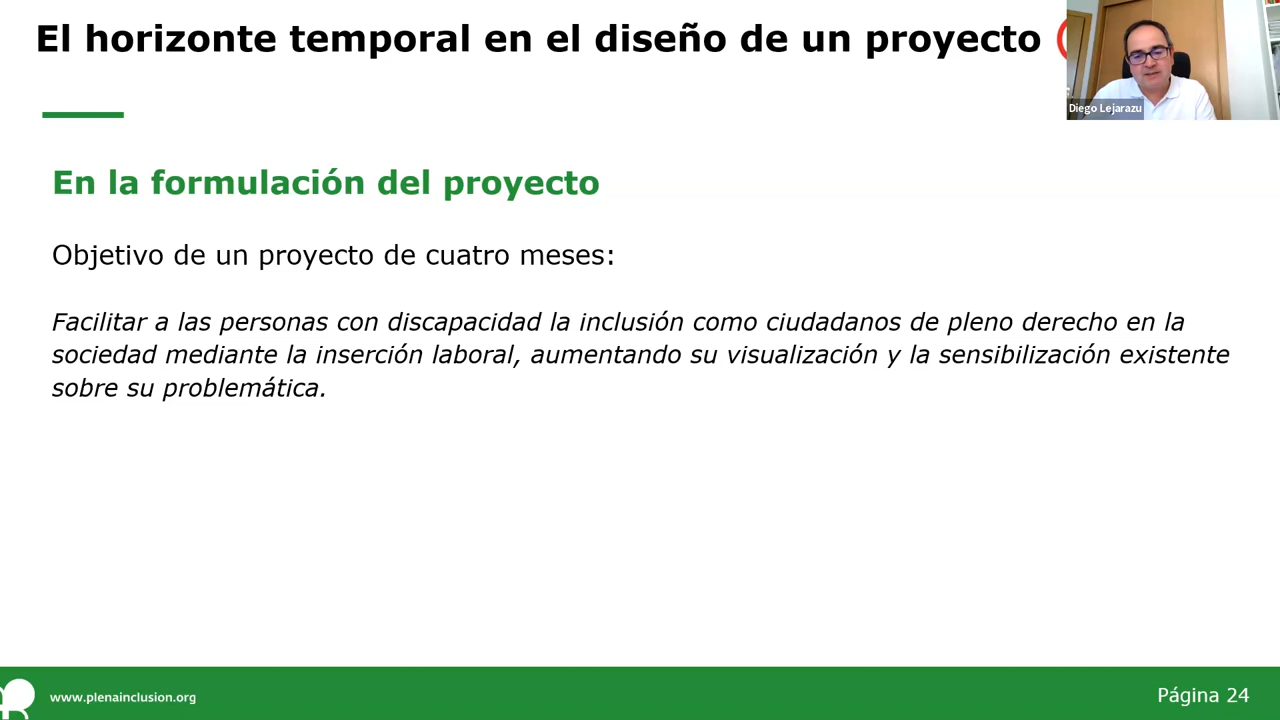 El horizonte temporal en el diseño de un proyecto
Diego Lejarazu
En la formulación del proyecto
Objetivo de un proyecto de cuatro meses:
Facilitar a las personas con discapacidad la inclusión como ciudadanos de pleno derecho en la
sociedad mediante la inserción laboral, aumentando su visualización y la sensibilización existente
sobre su problemática.
www.plenainclusion.org
Página 24